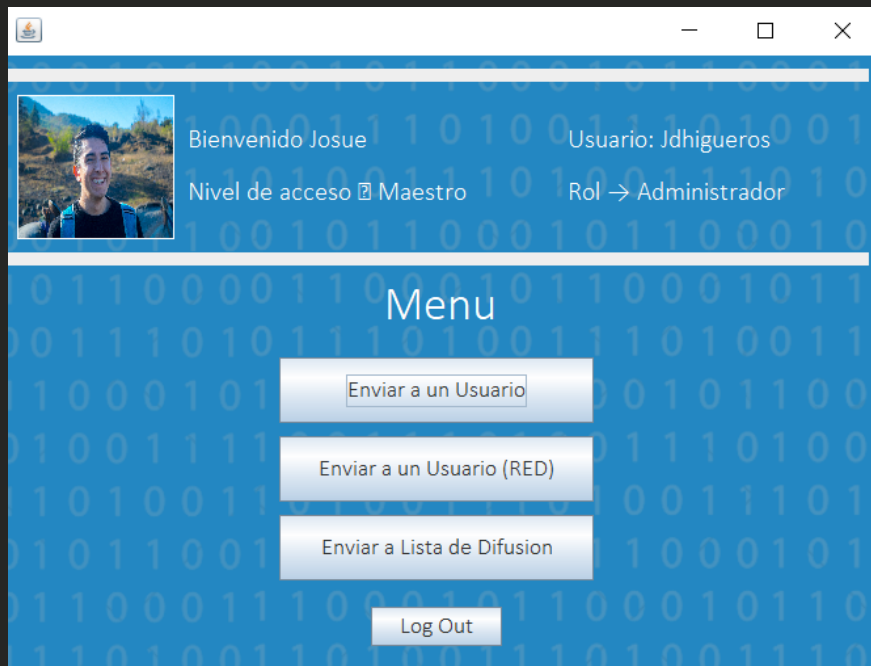 Bienvenido Josue
Usuario: Jdhigueros
Nivel de acceso ⍰ Maestro
Rol → Administrador
Menu
Enviar a un Usuario
Enviar a un Usuario (RED)
Enviar a Lista de Difusion
Log Out